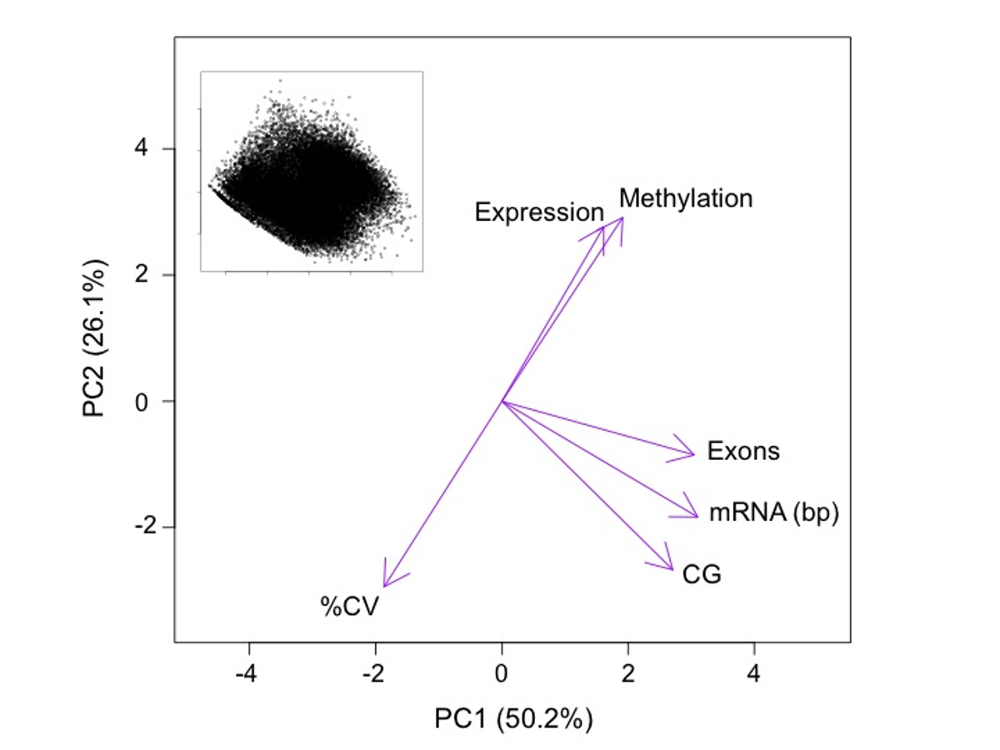 Methylation
Expression
4
2
0
-2
PC2 (26.1%)
Exons
mRNA (bp)
CG
%CV
-4 -2 0 2 4
PC1 (50.2%)